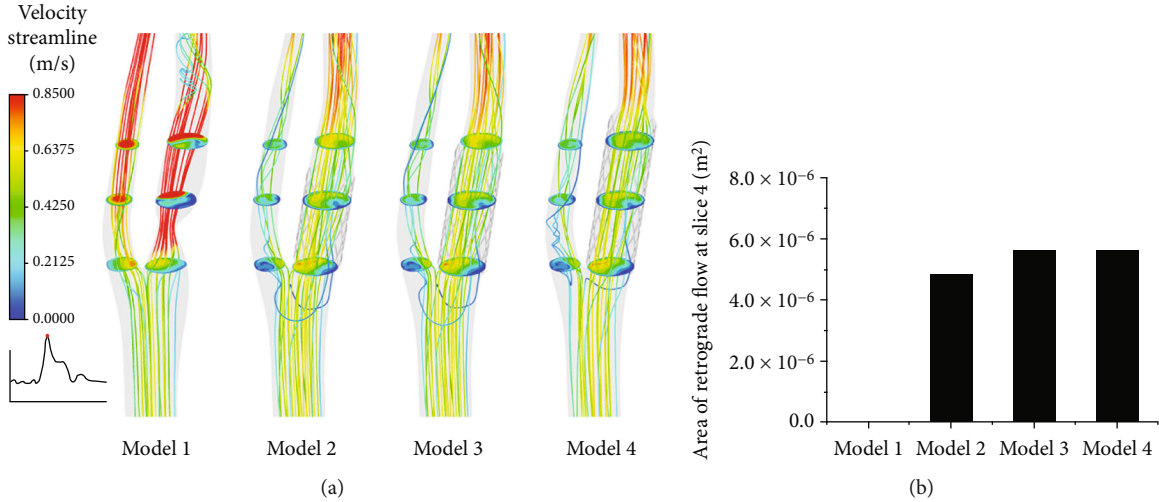 Velocity
streamline
(m/s)
0.8500
0.6375
0.4250
0.2125
0.0000
Model 1
Model 2
Model 3
Model 4
(a)
Area of retrograde flow at slice 4 (m²)
8.0 × 10⁻⁶
6.0 × 10⁻⁶
4.0 × 10⁻⁶
2.0 × 10⁻⁶
0.0
Model 1
Model 2
Model 3
Model 4
(b)